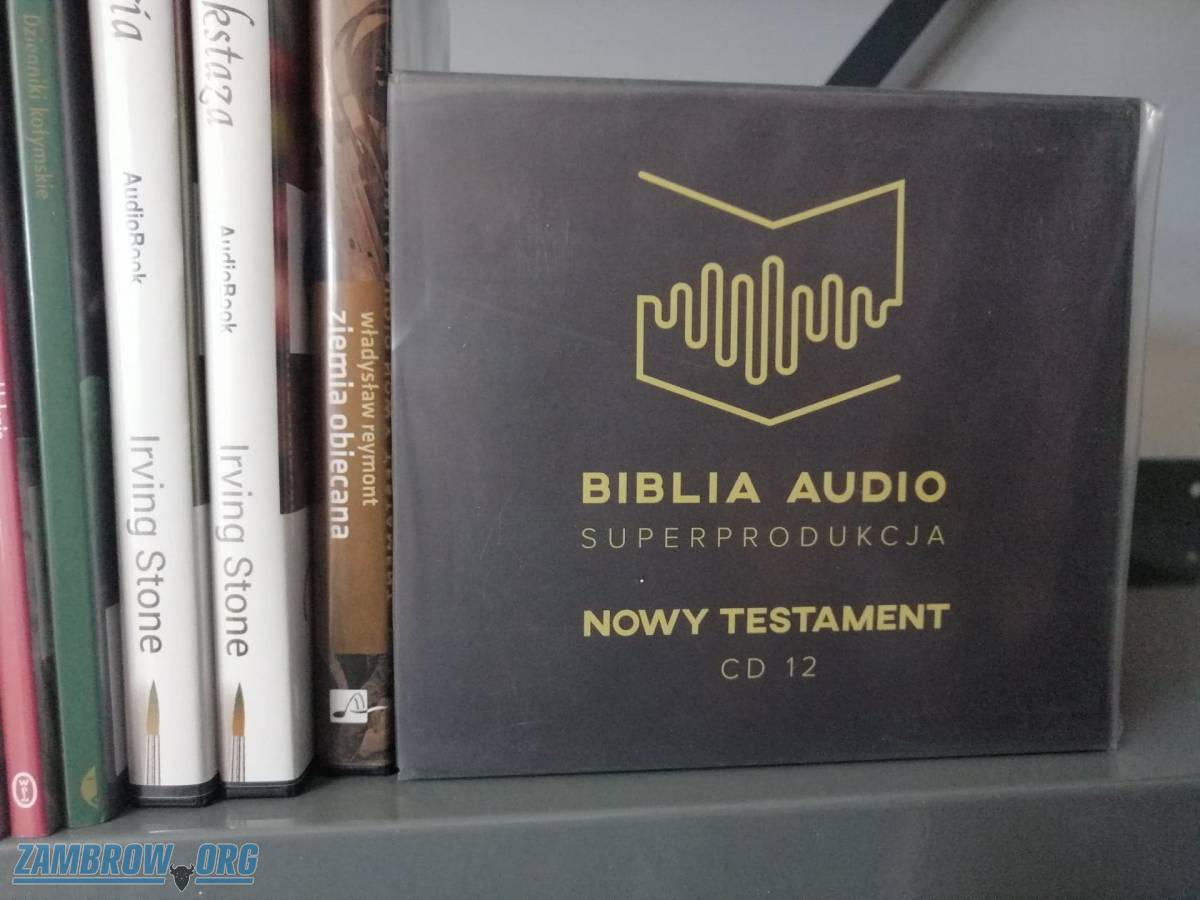 Dzienniki kołymskie
ria
AudioBook
Irving Stone
kstaza
AudioBook
Irving Stone
władysław reymont
ziemia obiecana
BIBLIA AUDIO
SUPERPRODUKCJA
NOWY TESTAMENT
CD 12
ZAMBROW.ORG